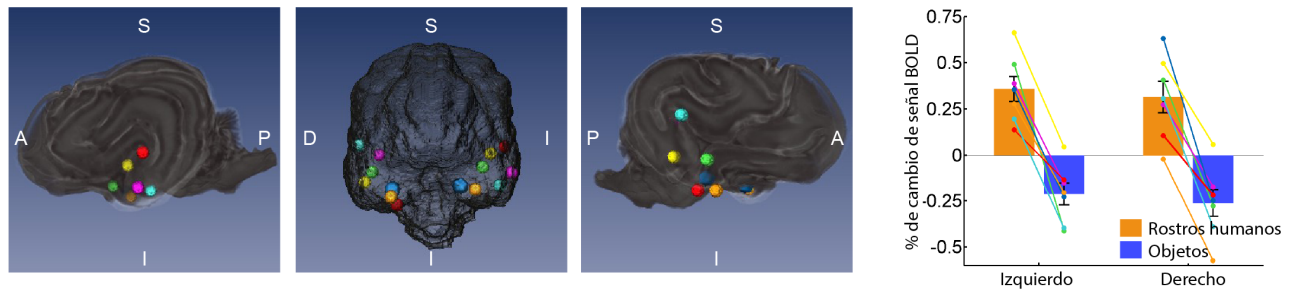 S
A
P
I
S
D
I
I
S
P
A
I
% de cambio de señal BOLD
0.75
0.5
0.25
0
-0.25
-0.5
Rostros humanos
Objetos
Izquierdo
Derecho